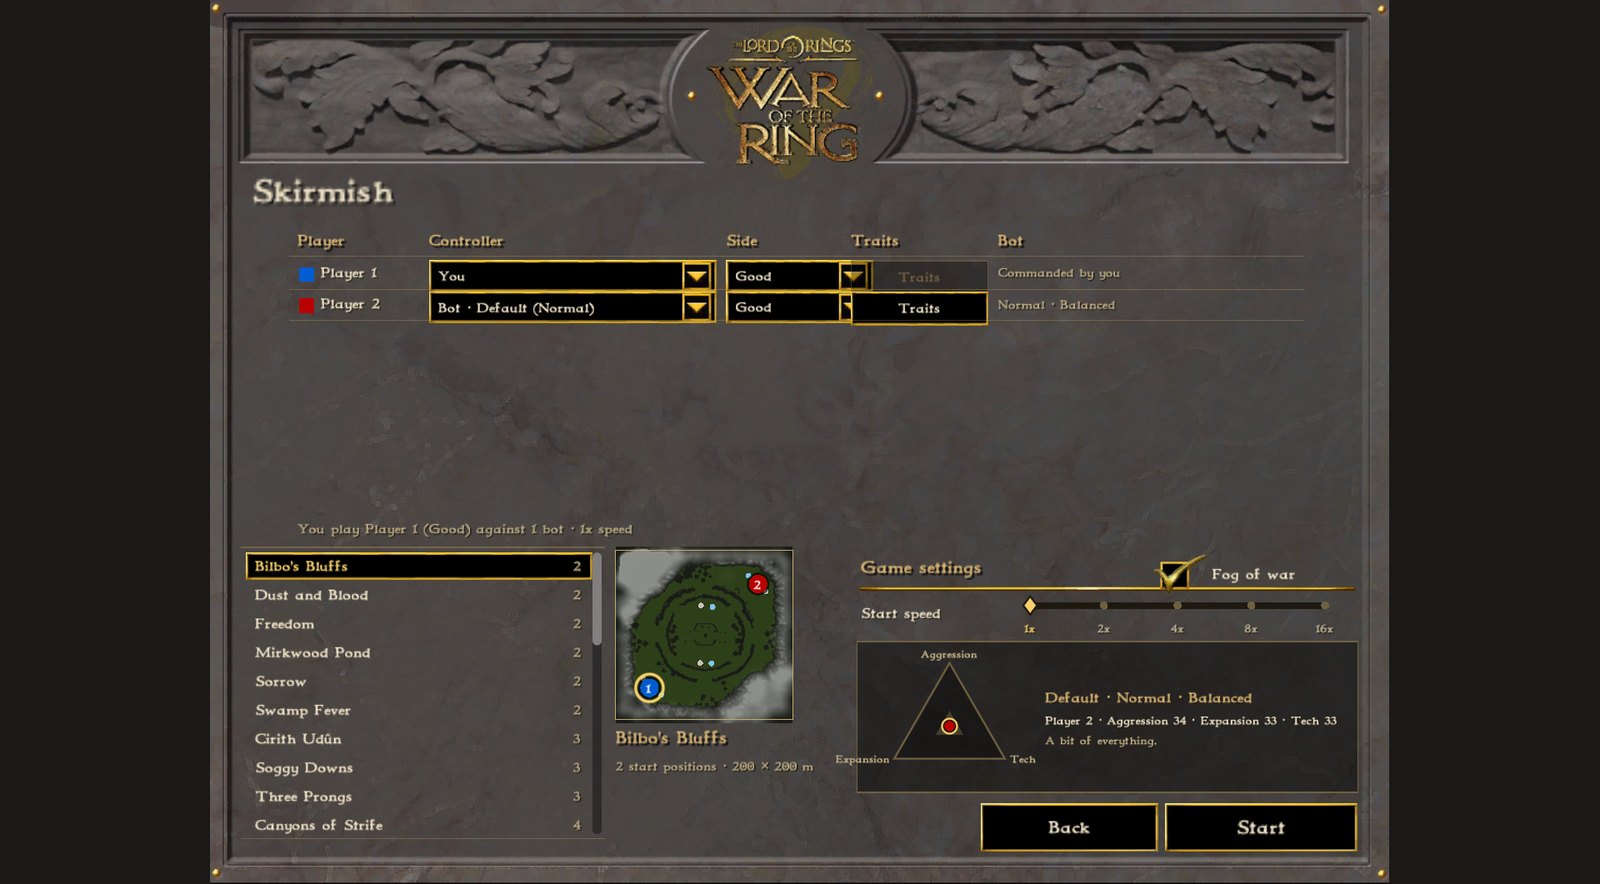 THE LORD OF THE RINGS
WAR
OF THE
RING
Skirmish
Player Controller Side Traits Bot
Player 1 You Good Traits Commanded by you
Player 2 Bot · Default (Normal) Good Traits Normal · Balanced
You play Player 1 (Good) against 1 bot · 1x speed
Bilbo's Bluffs 2
Dust and Blood 2
Freedom 2
Mirkwood Pond 2
Sorrow 2
Swamp Fever 2
Cirith Udûn 3
Soggy Downs 3
Three Prongs 3
Canyons of Strife 4
2
1
Bilbo's Bluffs
2 start positions · 200 × 200 m
Game settings Fog of war
Start speed
1x 2x 4x 8x 16x
Aggression
Expansion Tech
Default · Normal · Balanced
Player 2 · Aggression 34 · Expansion 33 · Tech 33
A bit of everything.
Back Start